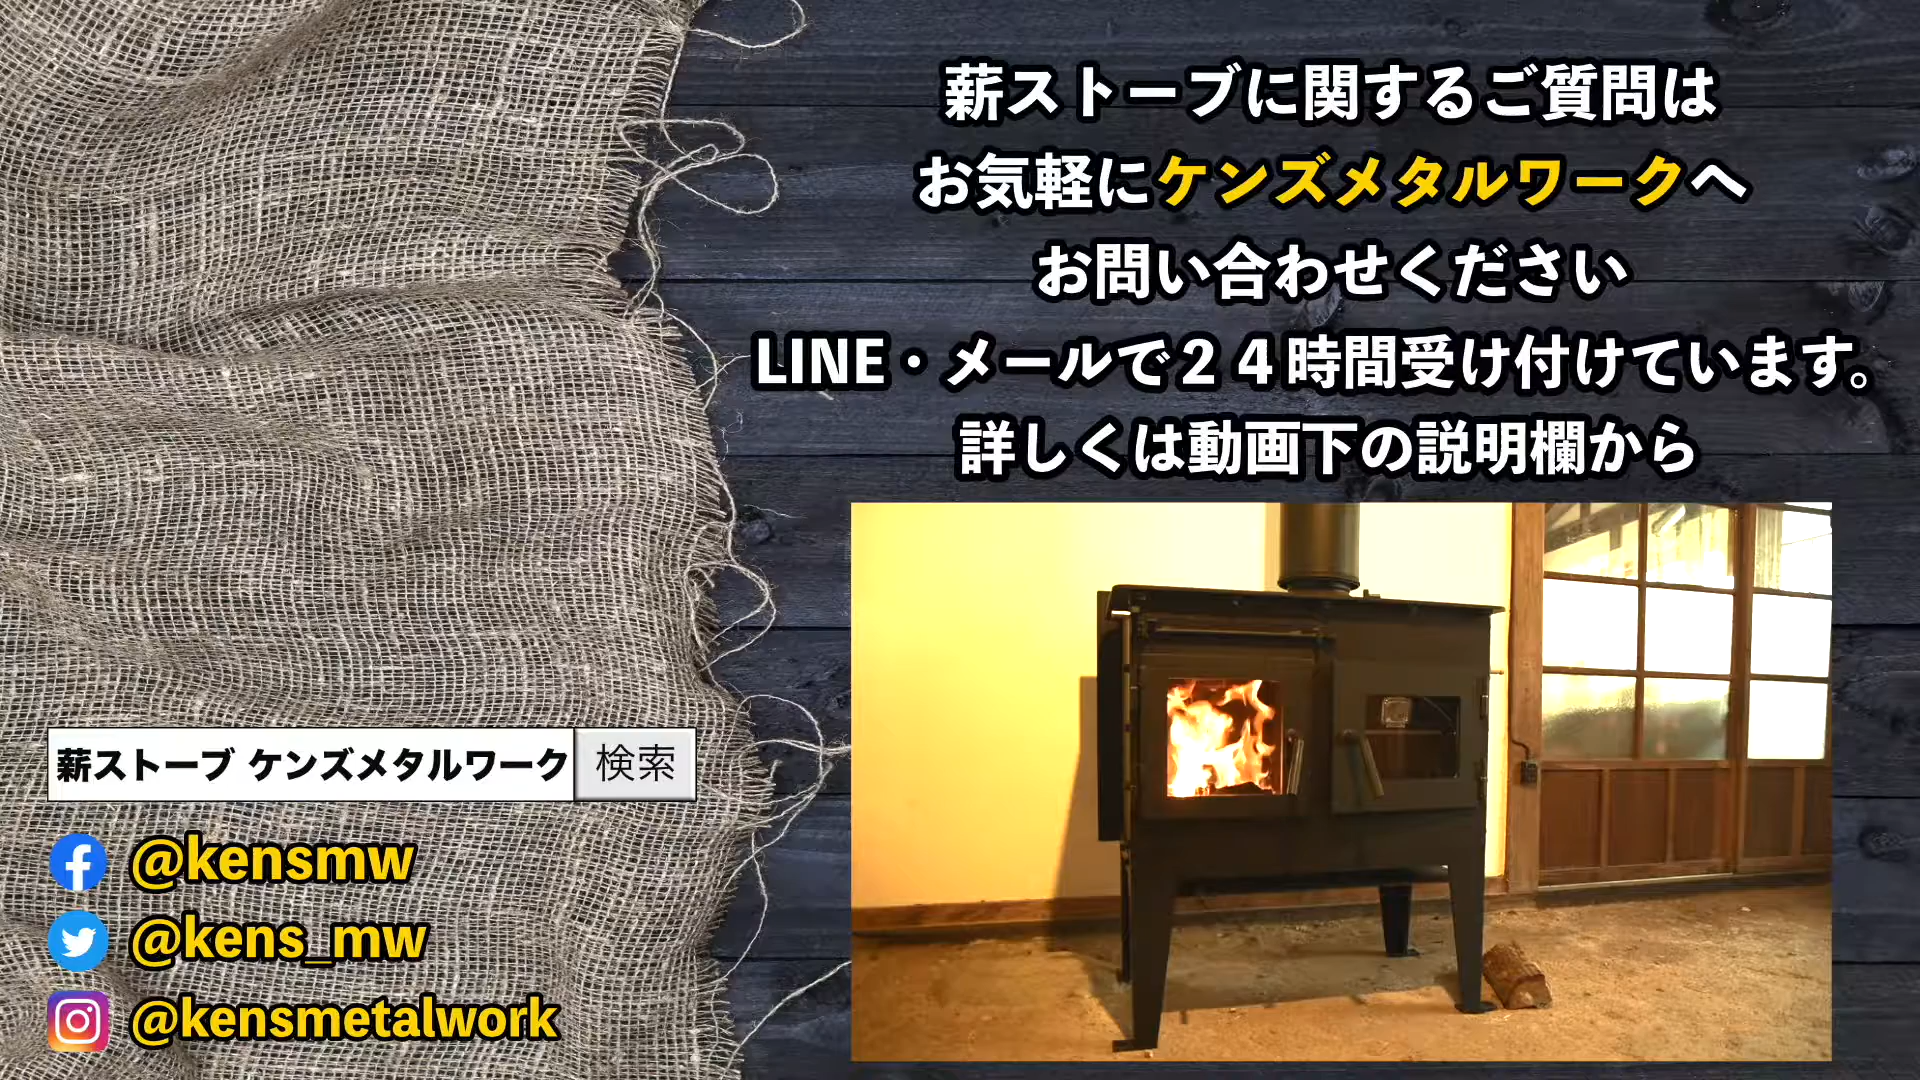 薪ストーブに関するご質問は
お気軽にケンズメタルワークへ
お問い合わせください
LINE・メールで２４時間受け付けています。
詳しくは動画下の説明欄から
薪ストーブ ケンズメタルワーク 検索
@kensmw
@kens_mw
@kensmetalwork